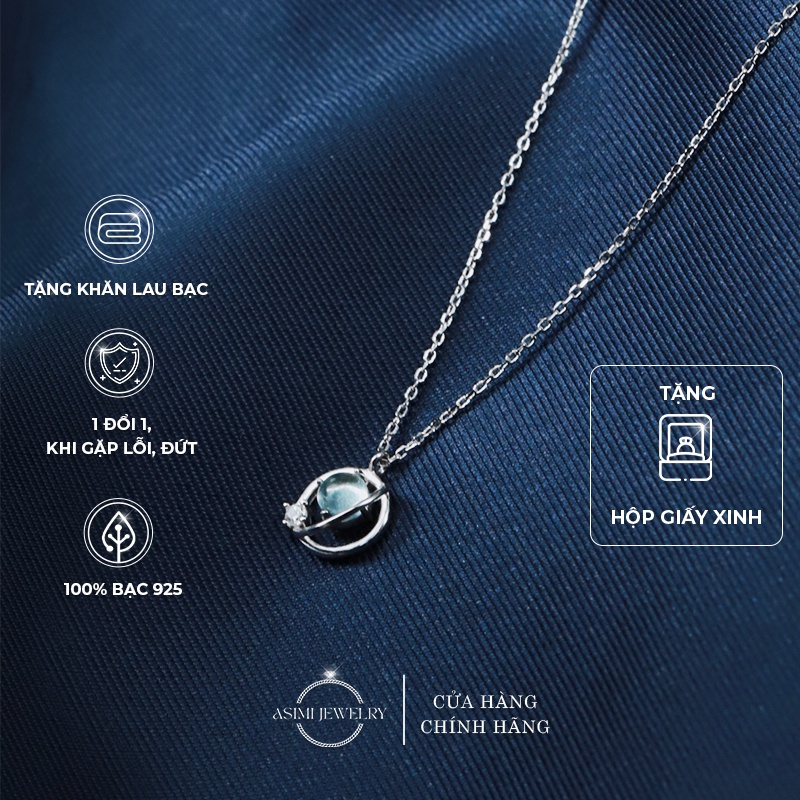 TẶNG KHĂN LAU BẠC
1 ĐỔI 1,
KHI GẶP LỖI, ĐỨT
100% BẠC 925
TẶNG
HỘP GIẤY XINH
ASIMI JEWELRY
CỬA HÀNG
CHÍNH HÃNG